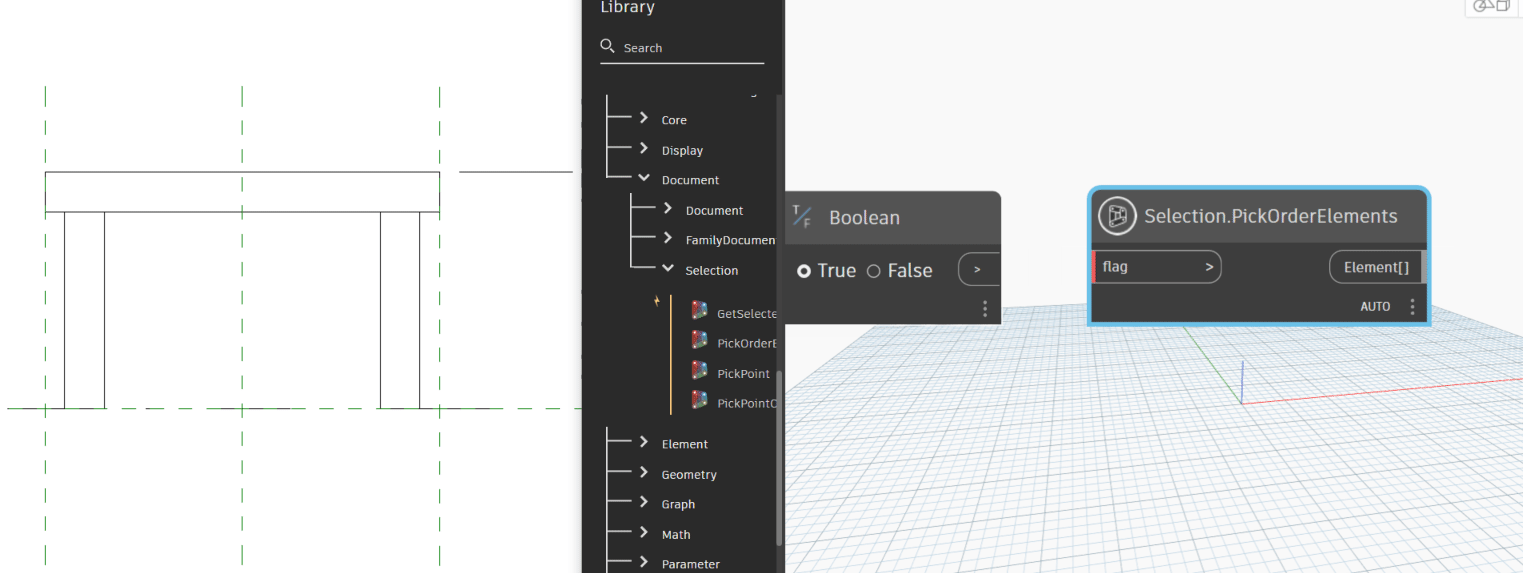 Library
Search
Core
Display
Document
Document
FamilyDocumen
Selection
GetSelecte
PickOrderE
PickPoint
PickPointO
Element
Geometry
Graph
Math
Parameter
T/F Boolean
True False >
Selection.PickOrderElements
flag > Element[]
AUTO